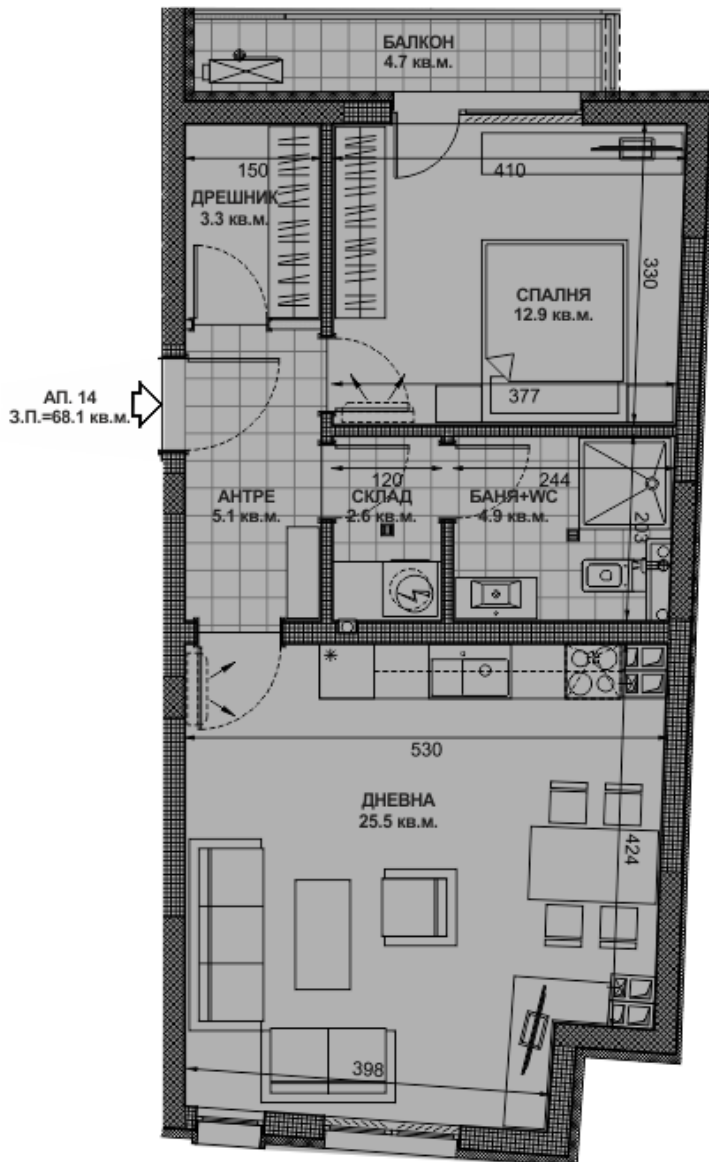 БАЛКОН
4.7 кв.м.
150
410
ДРЕШНИК
3.3 кв.м.
330
СПАЛНЯ
12.9 кв.м.
377
АП. 14
З.П.=68.1 кв.м.
120
244
АНТРЕ
5.1 кв.м.
СКЛАД
2.6 кв.м.
БАНЯ+WC
4.9 кв.м.
203
530
ДНЕВНА
25.5 кв.м.
424
398